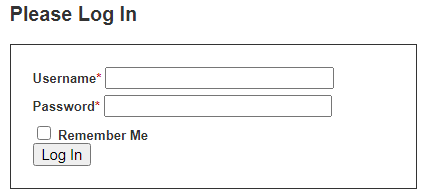 Please Log In
Username*
Password*
Remember Me
Log In